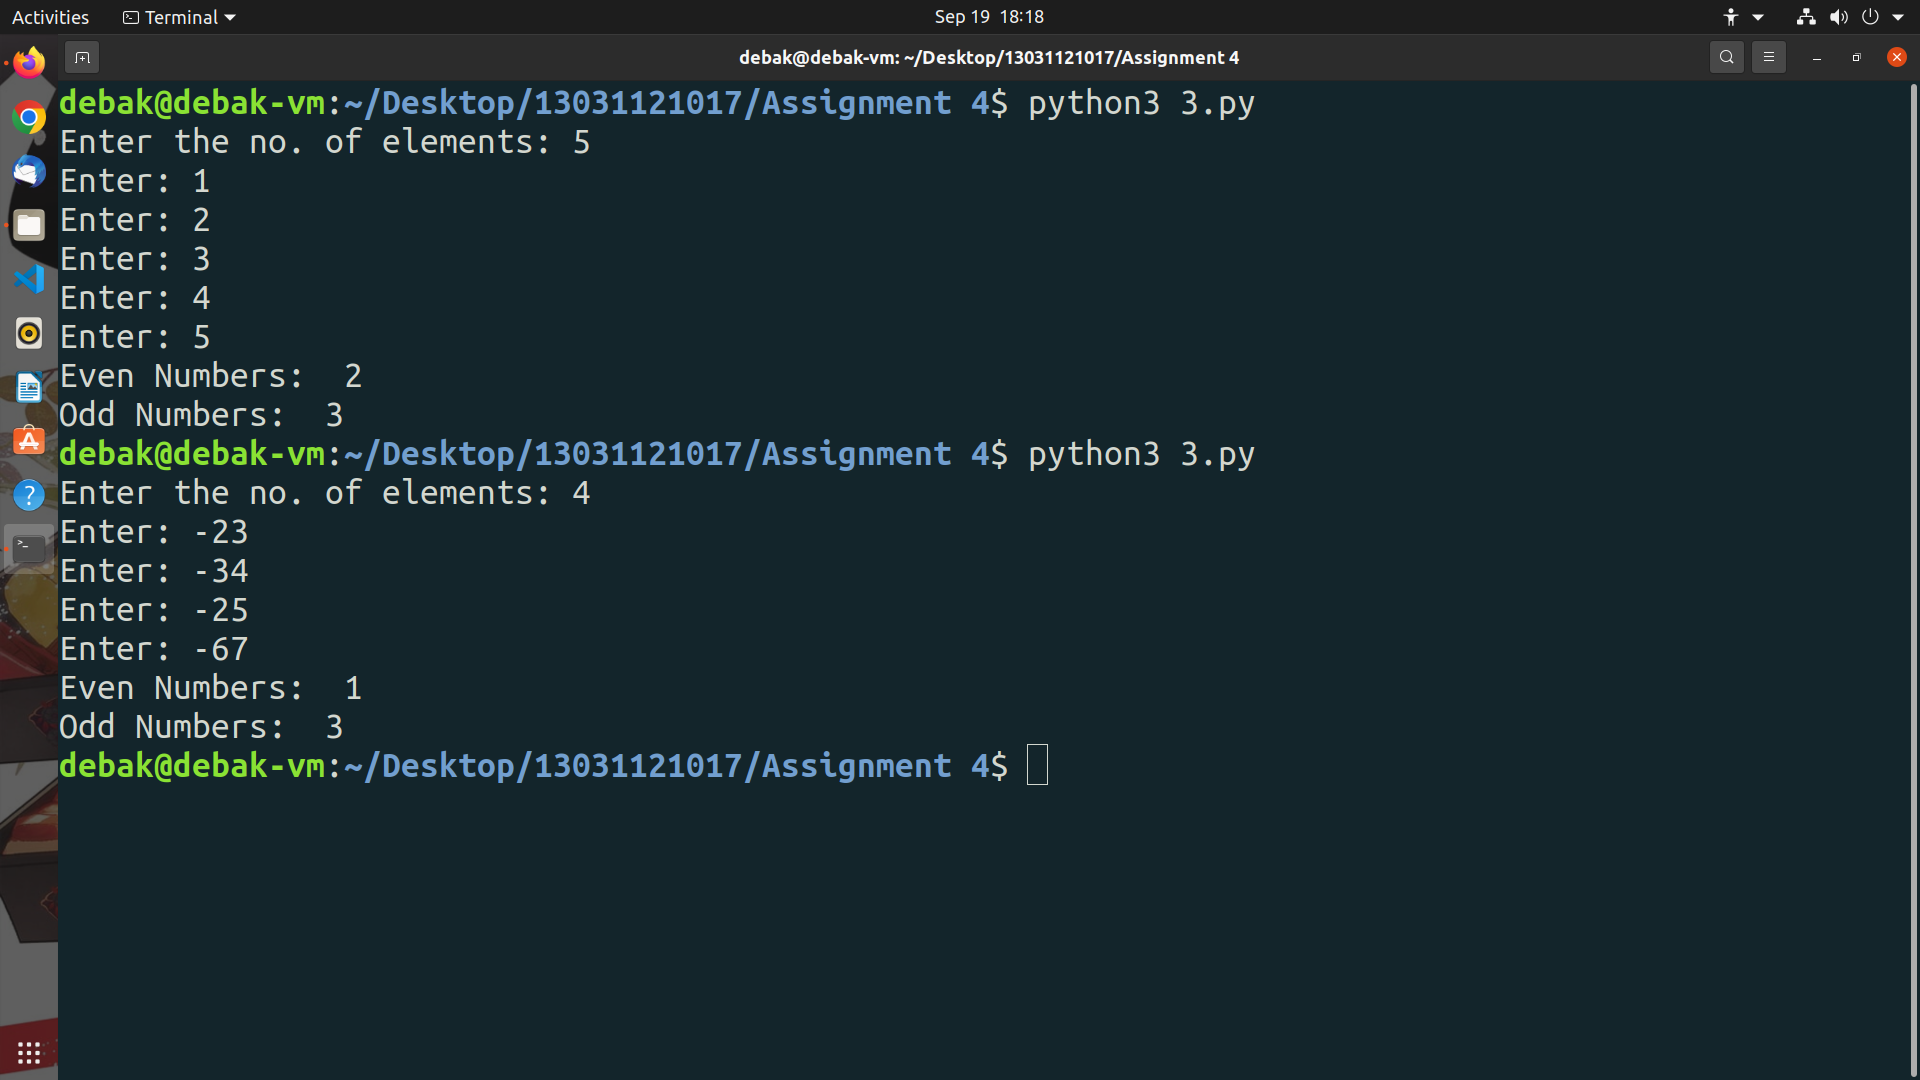 Activities Terminal Sep 19 18:18
debak@debak-vm: ~/Desktop/13031121017/Assignment 4
debak@debak-vm:~/Desktop/13031121017/Assignment 4$ python3 3.py
Enter the no. of elements: 5
Enter: 1
Enter: 2
Enter: 3
Enter: 4
Enter: 5
Even Numbers:  2
Odd Numbers:  3
debak@debak-vm:~/Desktop/13031121017/Assignment 4$ python3 3.py
Enter the no. of elements: 4
Enter: -23
Enter: -34
Enter: -25
Enter: -67
Even Numbers:  1
Odd Numbers:  3
debak@debak-vm:~/Desktop/13031121017/Assignment 4$